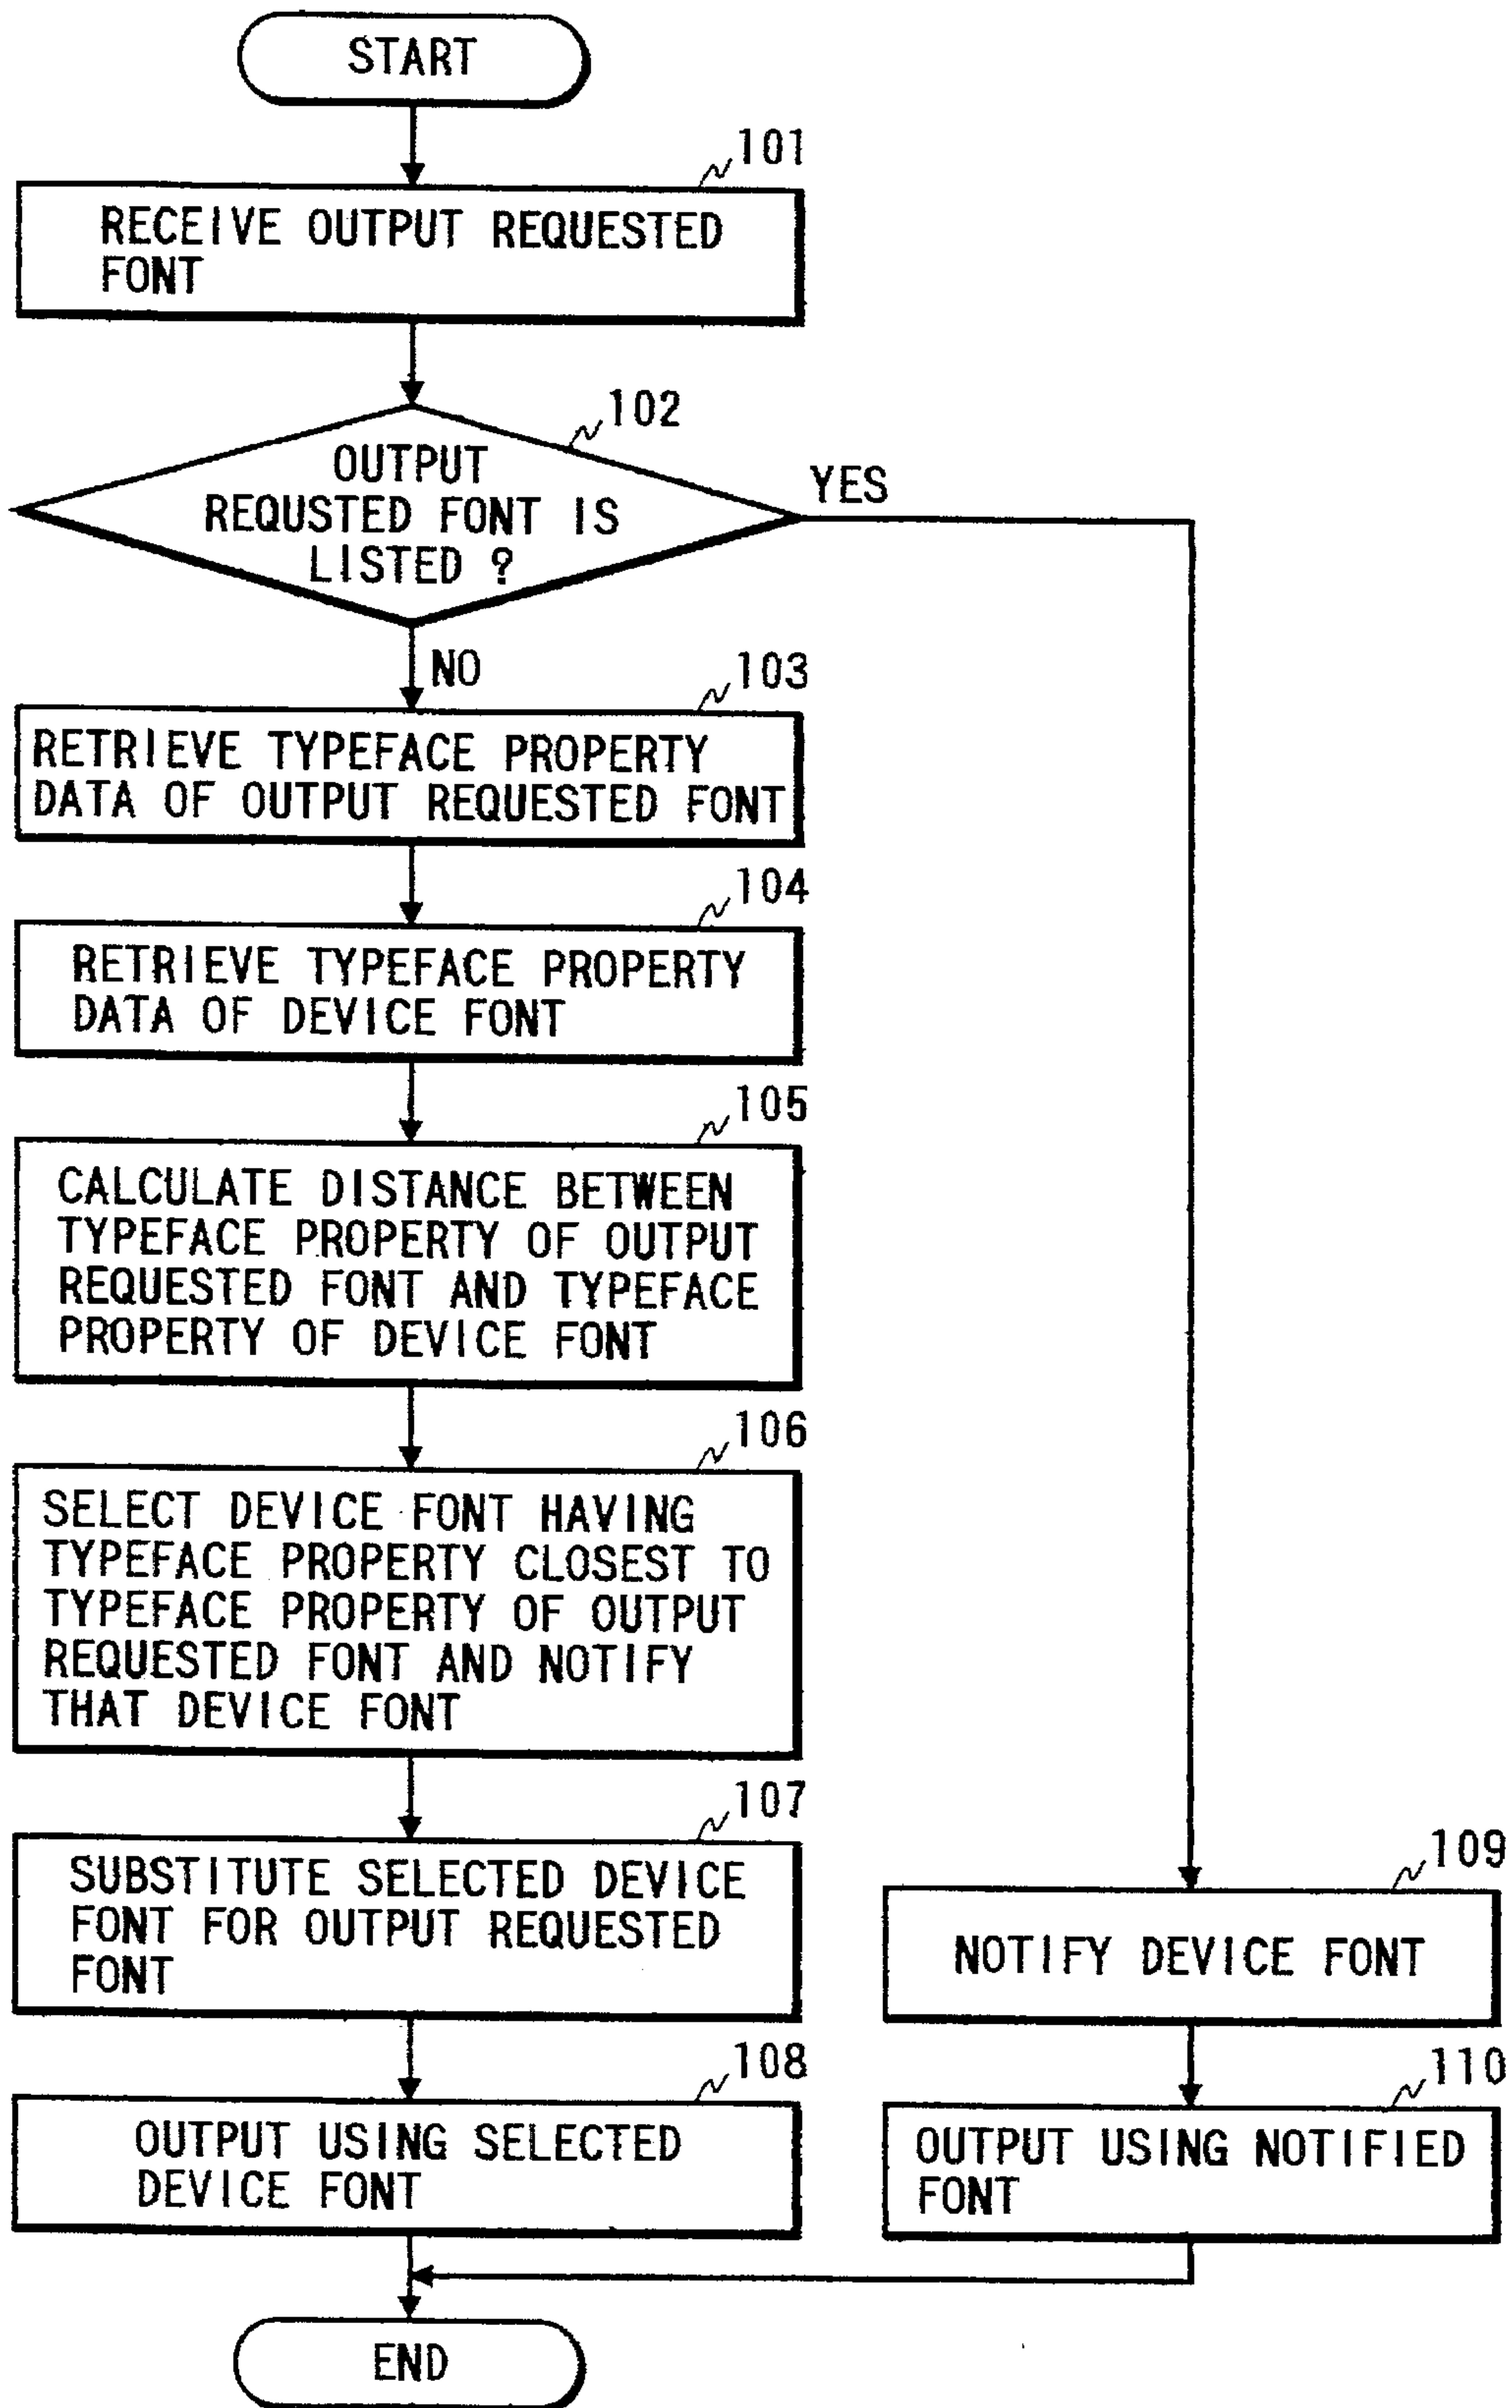 START
101
RECEIVE OUTPUT REQUESTED
FONT
102
OUTPUT
REQUSTED FONT IS
LISTED ?
YES
NO
103
RETRIEVE TYPEFACE PROPERTY
DATA OF OUTPUT REQUESTED FONT
104
RETRIEVE TYPEFACE PROPERTY
DATA OF DEVICE FONT
105
CALCULATE DISTANCE BETWEEN
TYPEFACE PROPERTY OF OUTPUT
REQUESTED FONT AND TYPEFACE
PROPERTY OF DEVICE FONT
106
SELECT DEVICE FONT HAVING
TYPEFACE PROPERTY CLOSEST TO
TYPEFACE PROPERTY OF OUTPUT
REQUESTED FONT AND NOTIFY
THAT DEVICE FONT
107
SUBSTITUTE SELECTED DEVICE
FONT FOR OUTPUT REQUESTED
FONT
108
OUTPUT USING SELECTED
DEVICE FONT
109
NOTIFY DEVICE FONT
110
OUTPUT USING NOTIFIED
FONT
END